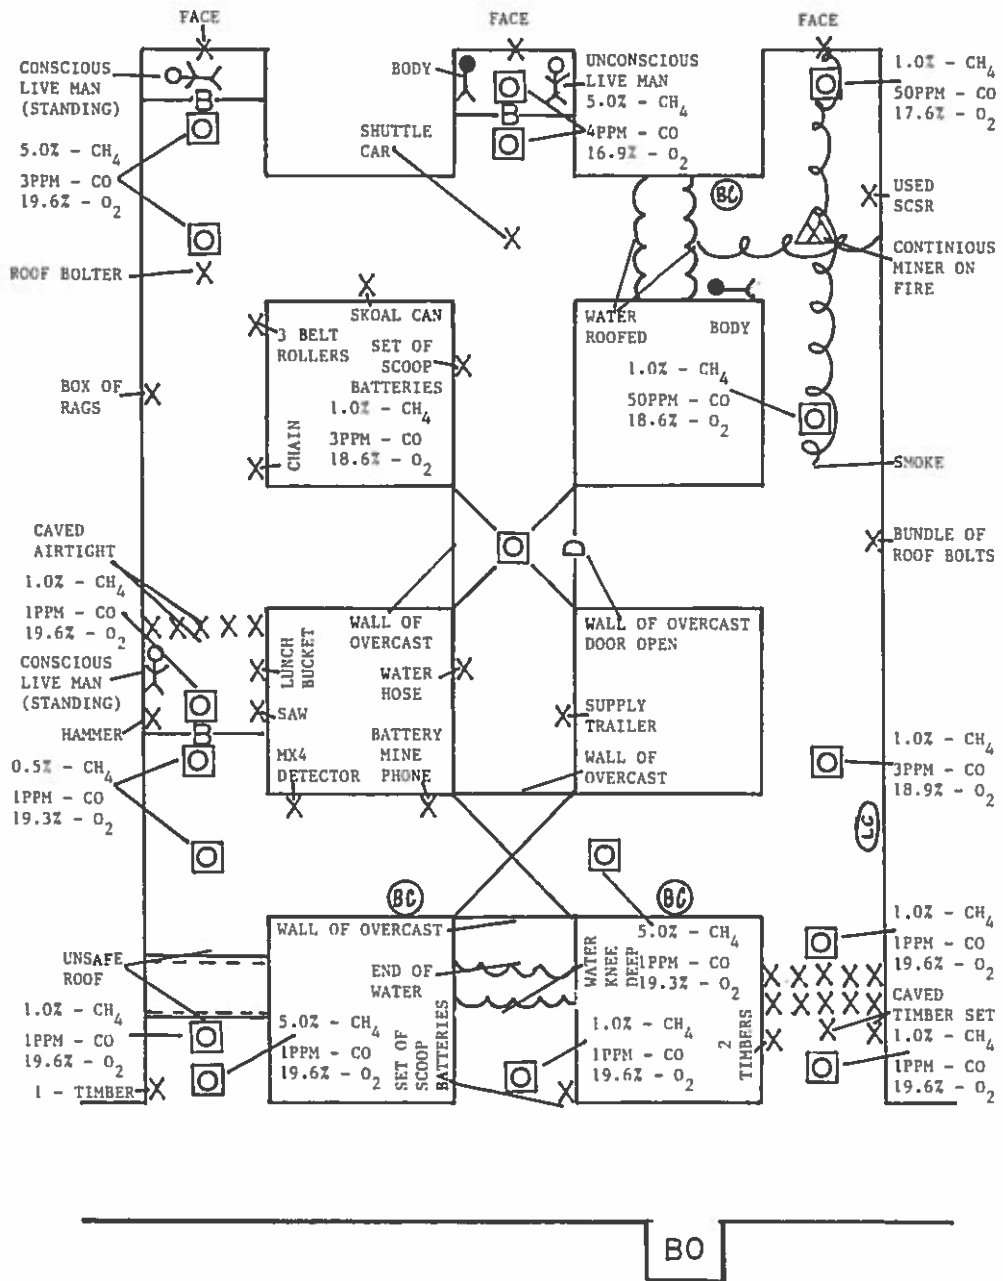 FACE
FACE
FACE
CONSCIOUS
LIVE MAN
(STANDING)
B
5.0% - CH4
3PPM - CO
19.6% - O2
ROOF BOLTER
BODY
B
UNCONSCIOUS
LIVE MAN
5.0% - CH4
4PPM - CO
16.9% - O2
SHUTTLE
CAR
1.0% - CH4
50PPM - CO
17.6% - O2
BC
USED
SCSR
CONTINIOUS
MINER ON
FIRE
SKOAL CAN
3 BELT
ROLLERS
SET OF
SCOOP
BATTERIES
1.0% - CH4
3PPM - CO
18.6% - O2
CHAIN
BOX OF
RAGS
WATER
ROOFED
BODY
1.0% - CH4
50PPM - CO
18.6% - O2
SMOKE
D
BUNDLE OF
ROOF BOLTS
CAVED
AIRTIGHT
1.0% - CH4
1PPM - CO
19.6% - O2
CONSCIOUS
LIVE MAN
(STANDING)
HAMMER
B
LUNCH
BUCKET
WALL OF
OVERCAST
WATER
HOSE
SAW
MX4
DETECTOR
BATTERY
MINE
PHONE
WALL OF OVERCAST
DOOR OPEN
SUPPLY
TRAILER
WALL OF
OVERCAST
0.5% - CH4
1PPM - CO
19.3% - O2
1.0% - CH4
3PPM - CO
18.9% - O2
LC
BC
BC
UNSAFE
ROOF
1.0% - CH4
1PPM - CO
19.6% - O2
1 - TIMBER
WALL OF OVERCAST
END OF
WATER
5.0% - CH4
1PPM - CO
19.6% - O2
SET OF
SCOOP
BATTERIES
WATER
KNEE
DEEP
5.0% - CH4
1PPM - CO
19.3% - O2
1.0% - CH4
1PPM - CO
19.6% - O2
2
TIMBERS
1.0% - CH4
1PPM - CO
19.6% - O2
CAVED
TIMBER SET
1.0% - CH4
1PPM - CO
19.6% - O2
BO